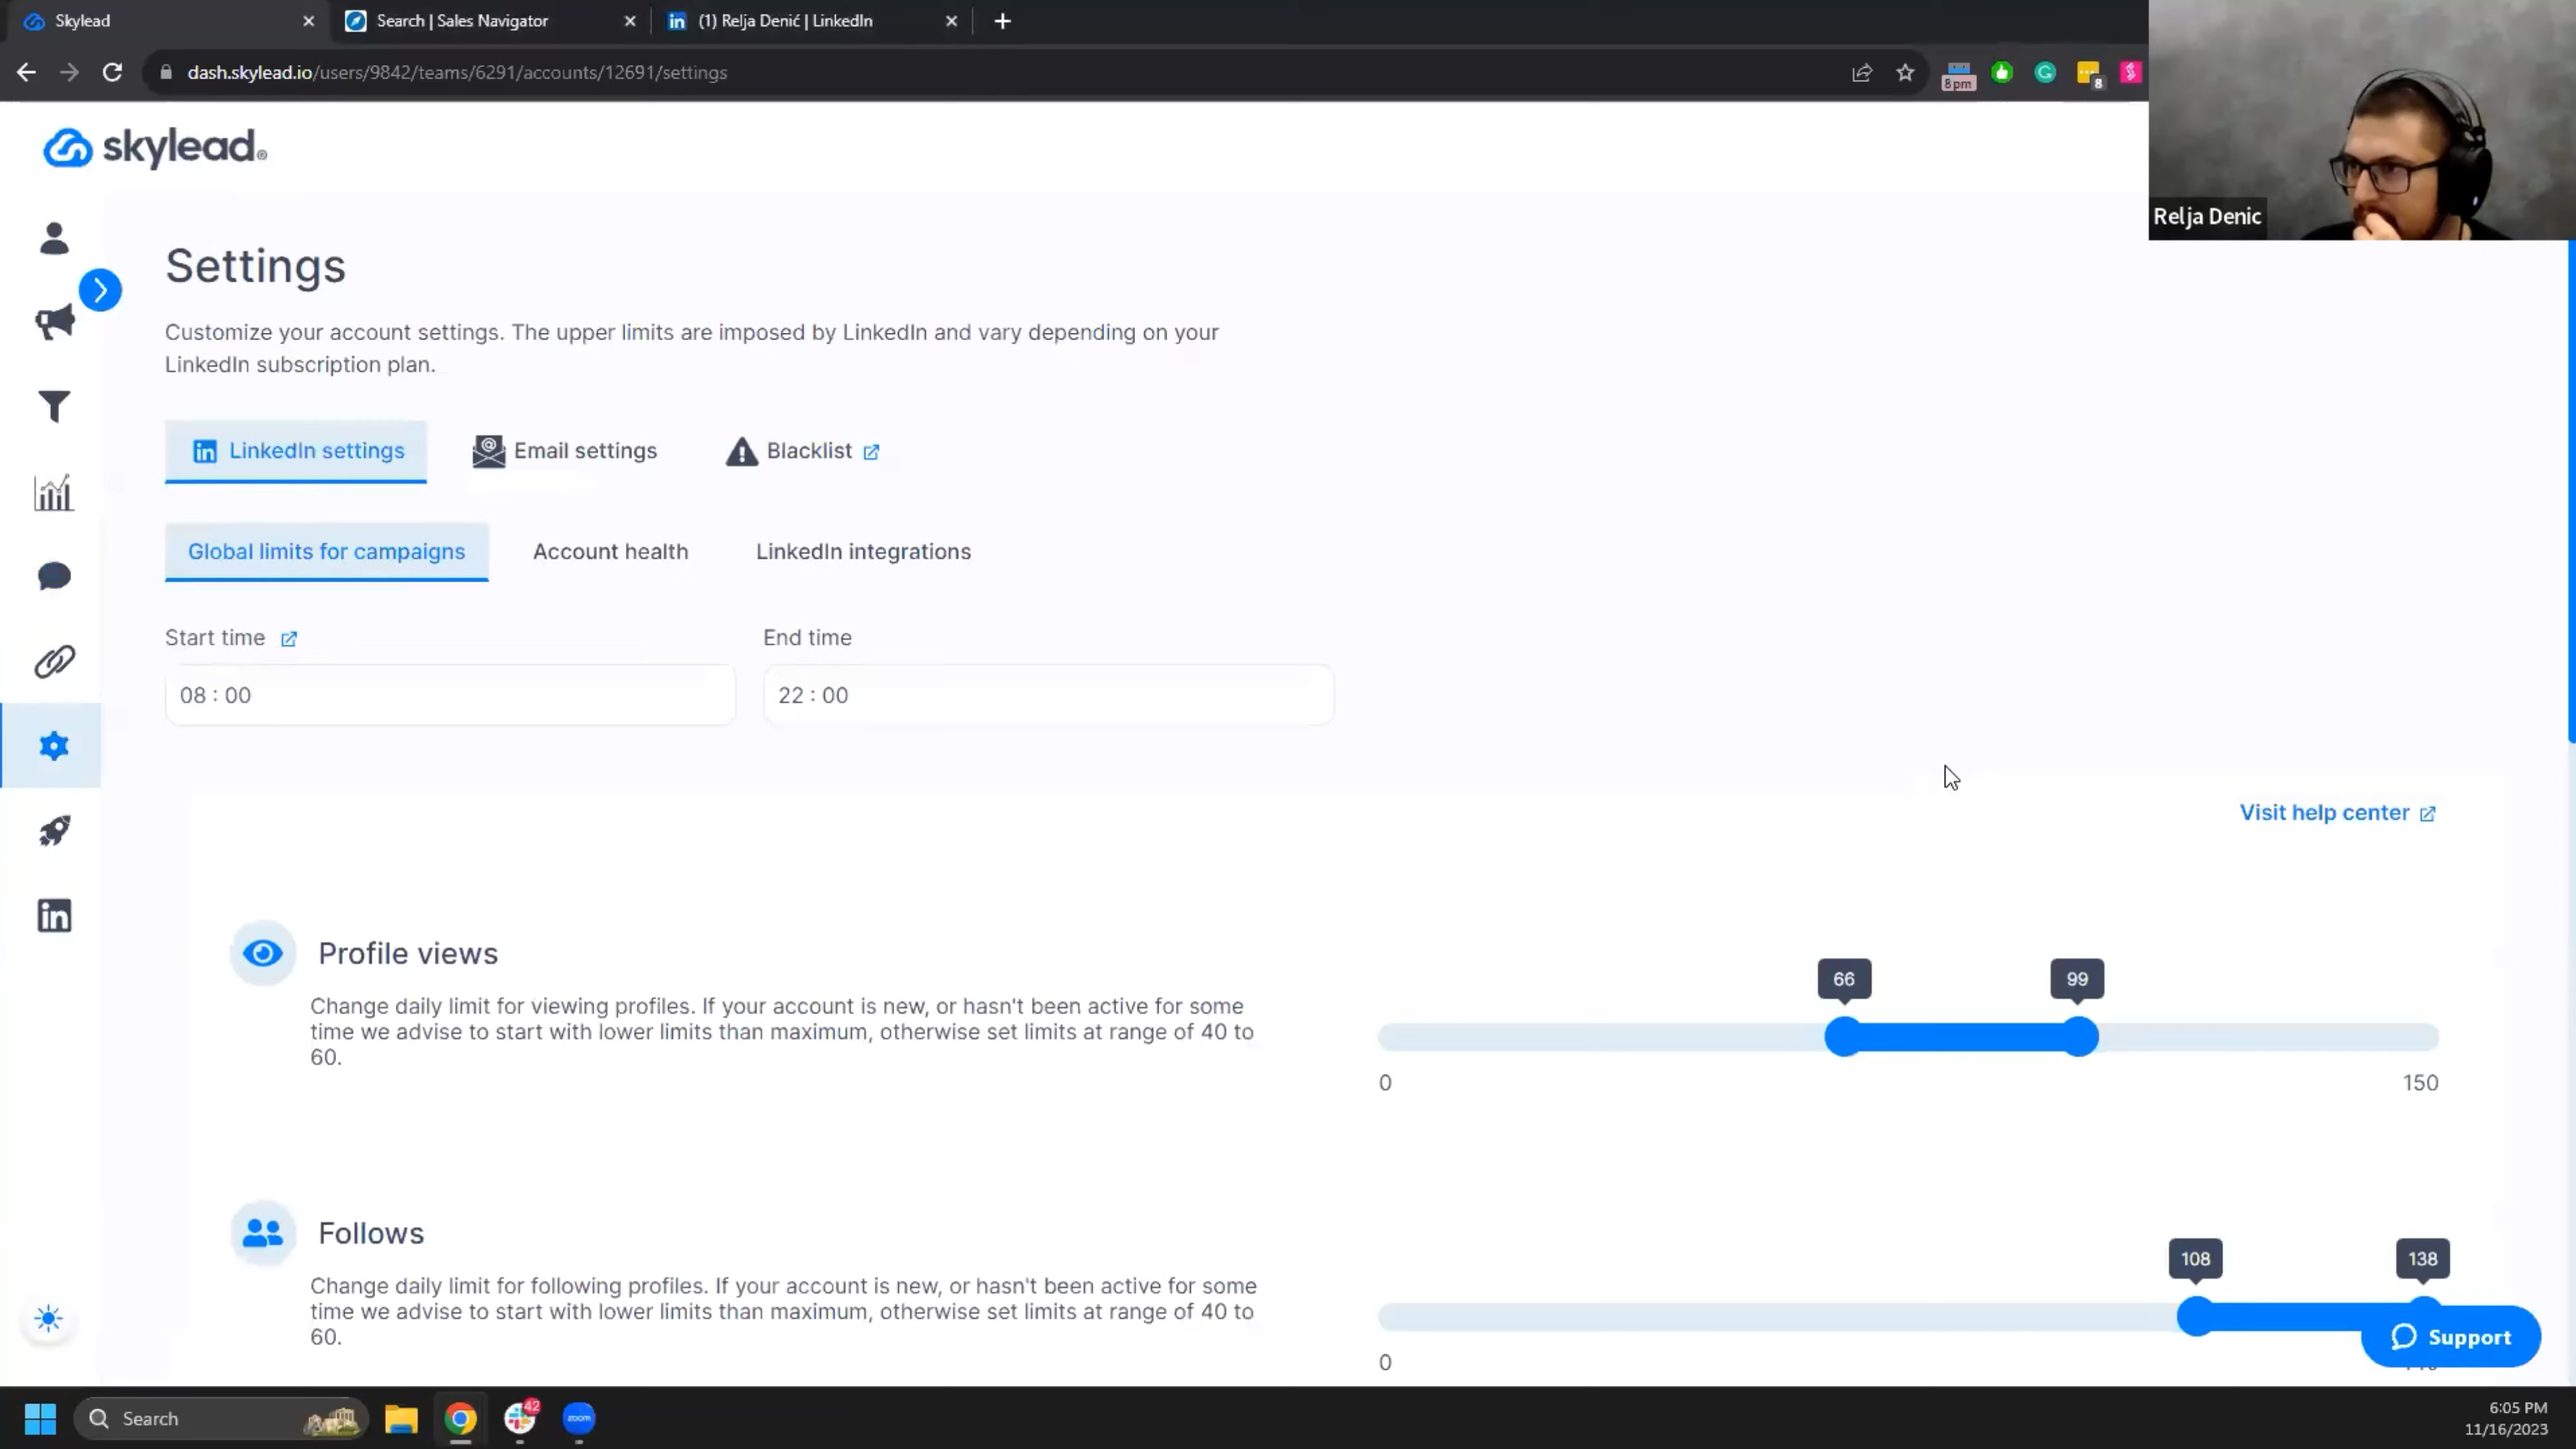 Skylead
Search | Sales Navigator
(1) Relja Denić | LinkedIn
dash.skylead.io/users/9842/teams/6291/accounts/12691/settings
8 pm
8
Relja Denic
skylead®
Settings
Customize your account settings. The upper limits are imposed by LinkedIn and vary depending on your
LinkedIn subscription plan.
LinkedIn settings
Email settings
Blacklist
Global limits for campaigns
Account health
LinkedIn integrations
Start time
End time
08 : 00
22 : 00
Visit help center
Profile views
Change daily limit for viewing profiles. If your account is new, or hasn't been active for some
time we advise to start with lower limits than maximum, otherwise set limits at range of 40 to
60.
66
99
0
150
Follows
Change daily limit for following profiles. If your account is new, or hasn't been active for some
time we advise to start with lower limits than maximum, otherwise set limits at range of 40 to
60.
108
138
0
Support
Search
42
zoom
6:05 PM
11/16/2023